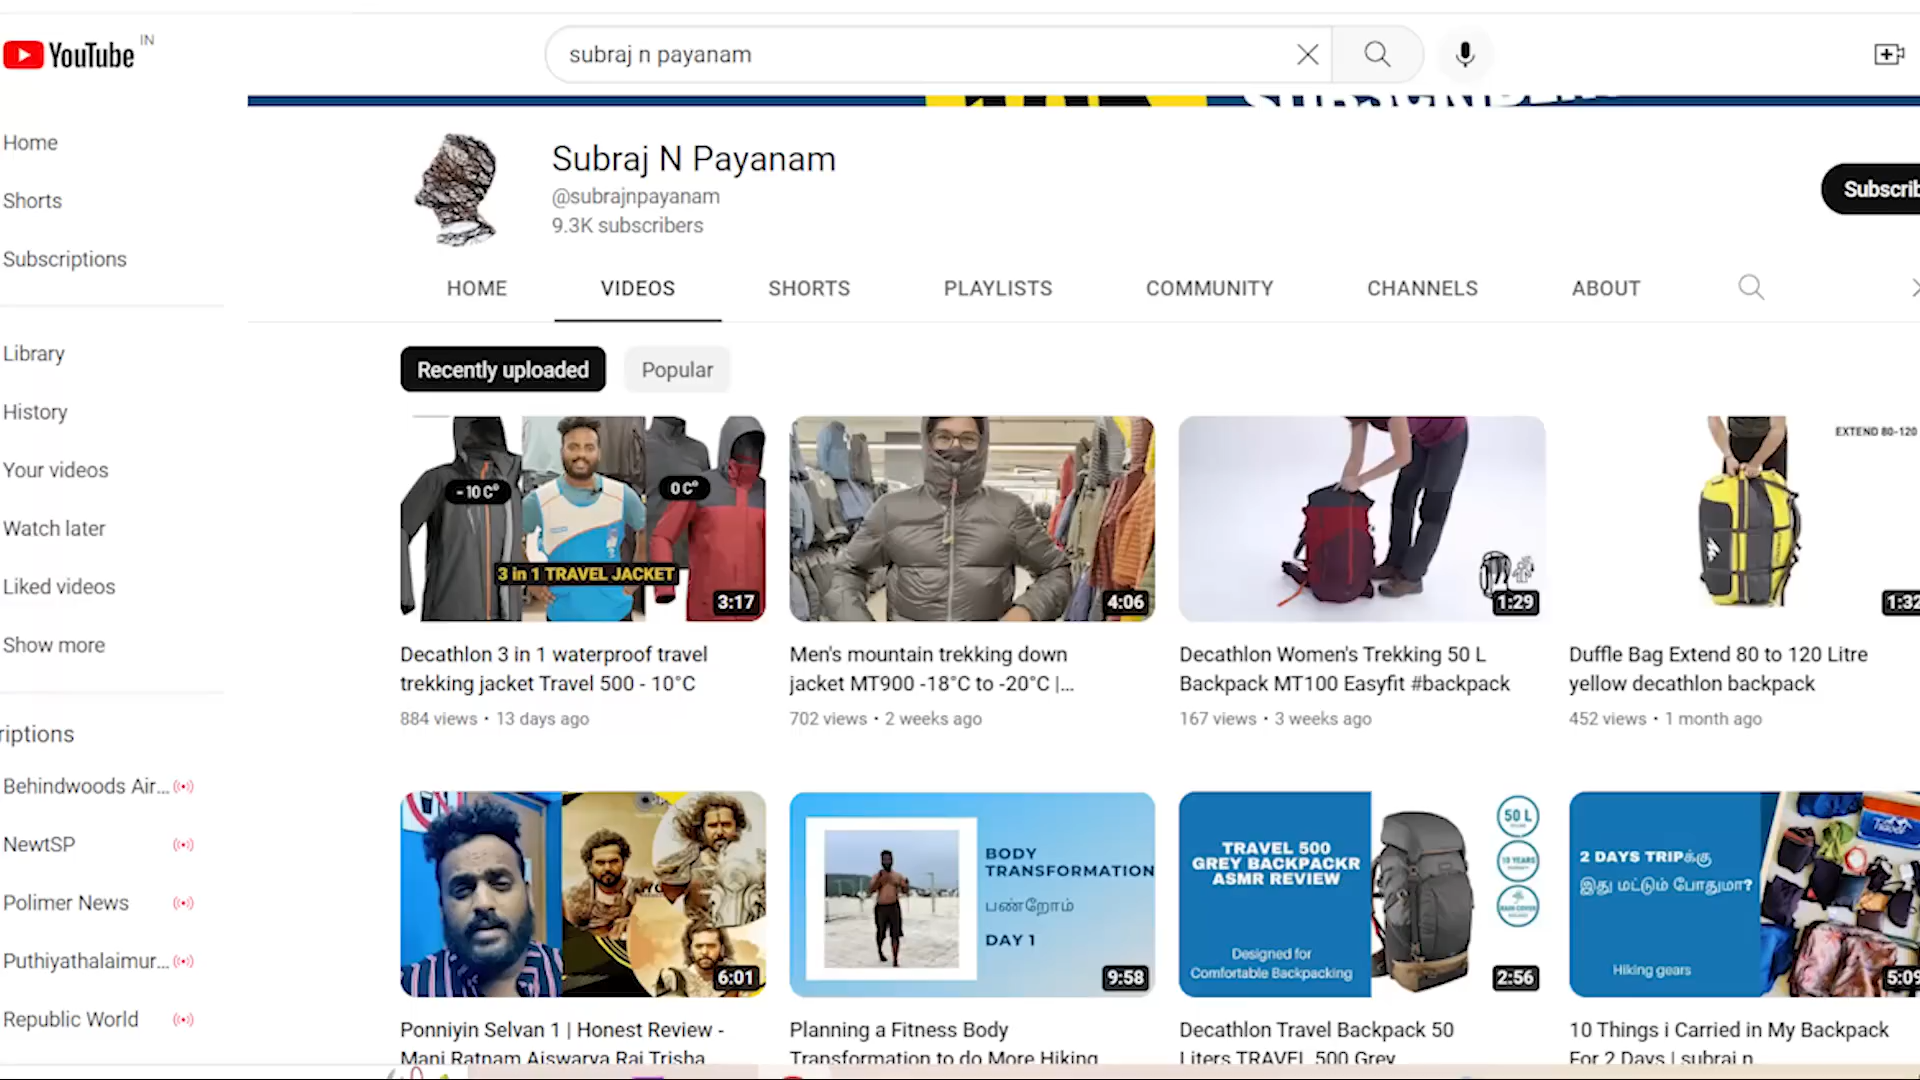 YouTube IN
subraj n payanam
Home
Shorts
Subscriptions
Library
History
Your videos
Watch later
Liked videos
Show more
riptions
Behindwoods Air...
NewtSP
Polimer News
Puthiyathalaimur...
Republic World
Subraj N Payanam
@subrajnpayanam
9.3K subscribers
Subscrib
HOME VIDEOS SHORTS PLAYLISTS COMMUNITY CHANNELS ABOUT
Recently uploaded Popular
-10 C°
0 C°
3 in 1 TRAVEL JACKET
3:17
Decathlon 3 in 1 waterproof travel
trekking jacket Travel 500 - 10°C
884 views • 13 days ago
4:06
Men's mountain trekking down
jacket MT900 -18°C to -20°C |...
702 views • 2 weeks ago
1:29
Decathlon Women's Trekking 50 L
Backpack MT100 Easyfit #backpack
167 views • 3 weeks ago
EXTEND 80-120
1:32
Duffle Bag Extend 80 to 120 Litre
yellow decathlon backpack
452 views • 1 month ago
6:01
Ponniyin Selvan 1 | Honest Review -
Mani Ratnam Aiswarya Rai Trisha
BODY
TRANSFORMATION
பண்றோம்
DAY 1
9:58
Planning a Fitness Body
Transformation to do More Hiking
TRAVEL 500
GREY BACKPACKR
ASMR REVIEW
Designed for
Comfortable Backpacking
50 L
10 YEARS
RAIN COVER
2:56
Decathlon Travel Backpack 50
Liters TRAVEL 500 Grey
2 DAYS TRIPக்கு
இது மட்டும் போதுமா?
Hiking gears
5:09
10 Things i Carried in My Backpack
For 2 Days | subraj n